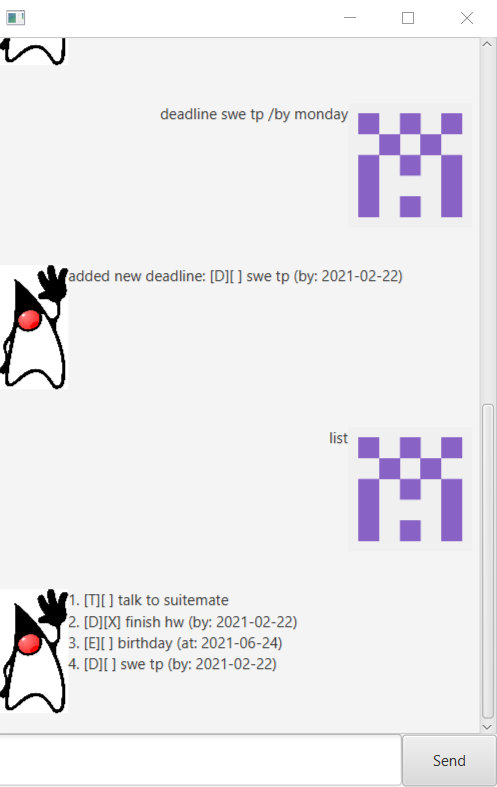 deadline swe tp /by monday
added new deadline: [D][ ] swe tp (by: 2021-02-22)
list
1. [T][ ] talk to suitemate
2. [D][X] finish hw (by: 2021-02-22)
3. [E][ ] birthday (at: 2021-06-24)
4. [D][ ] swe tp (by: 2021-02-22)
Send